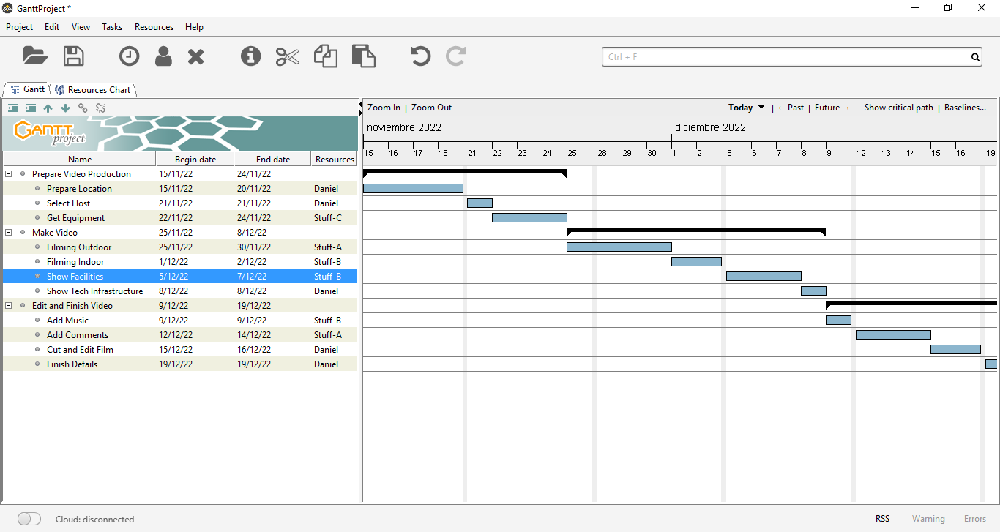 GanttProject *
Project Edit View Tasks Resources Help
Ctrl + F
Gantt Resources Chart
Zoom In | Zoom Out Today | ← Past | Future → Show critical path | Baselines...
GANTT project
noviembre 2022 diciembre 2022
15 16 17 18 21 22 23 24 25 28 29 30 1 2 5 6 7 8 9 12 13 14 15 16 19
Name Begin date End date Resources
Prepare Video Production 15/11/22 24/11/22
Prepare Location 15/11/22 20/11/22 Daniel
Select Host 21/11/22 21/11/22 Daniel
Get Equipment 22/11/22 24/11/22 Stuff-C
Make Video 25/11/22 8/12/22
Filming Outdoor 25/11/22 30/11/22 Stuff-A
Filming Indoor 1/12/22 2/12/22 Stuff-B
Show Facilities 5/12/22 7/12/22 Stuff-B
Show Tech Infrastructure 8/12/22 8/12/22 Daniel
Edit and Finish Video 9/12/22 19/12/22
Add Music 9/12/22 9/12/22 Stuff-B
Add Comments 12/12/22 14/12/22 Stuff-A
Cut and Edit Film 15/12/22 16/12/22 Daniel
Finish Details 19/12/22 19/12/22 Daniel
Cloud: disconnected RSS Warning Errors